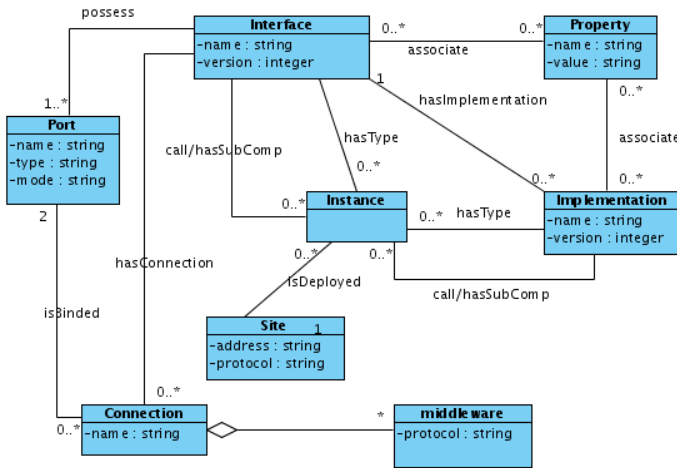 possess
Interface
-name : string
-version : integer
0..*
associate
0..*
Property
-name : string
-value : string
1
hasImplementation
0..*
1..*
Port
-name : string
-type : string
-mode : string
call/hasSubComp
hasType
0..*
associate
0..*
0..*
0..*
Instance
0..*
hasType
Implementation
-name : string
-version : integer
2
hasConnection
0..*
0..*
isDeployed
call/hasSubComp
isBinded
Site
1
-address : string
-protocol : string
0..*
0..*
Connection
-name : string
*
middleware
-protocol : string